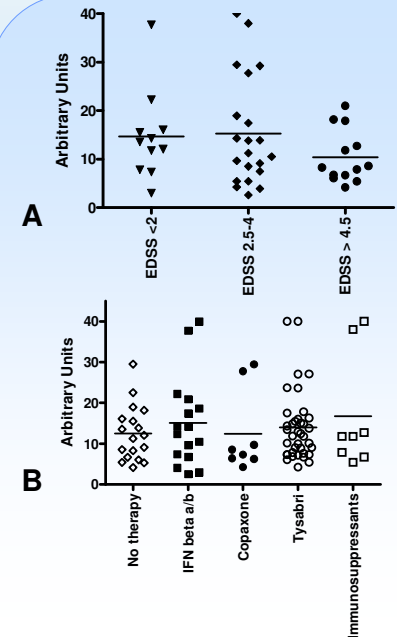 40
30
20
10
0
Arbitrary Units
EDSS <2
EDSS 2.5-4
EDSS > 4.5
A
40
30
20
10
0
Arbitrary Units
No therapy
IFN beta a/b
Copaxone
Tysabri
Immunosuppressants
B